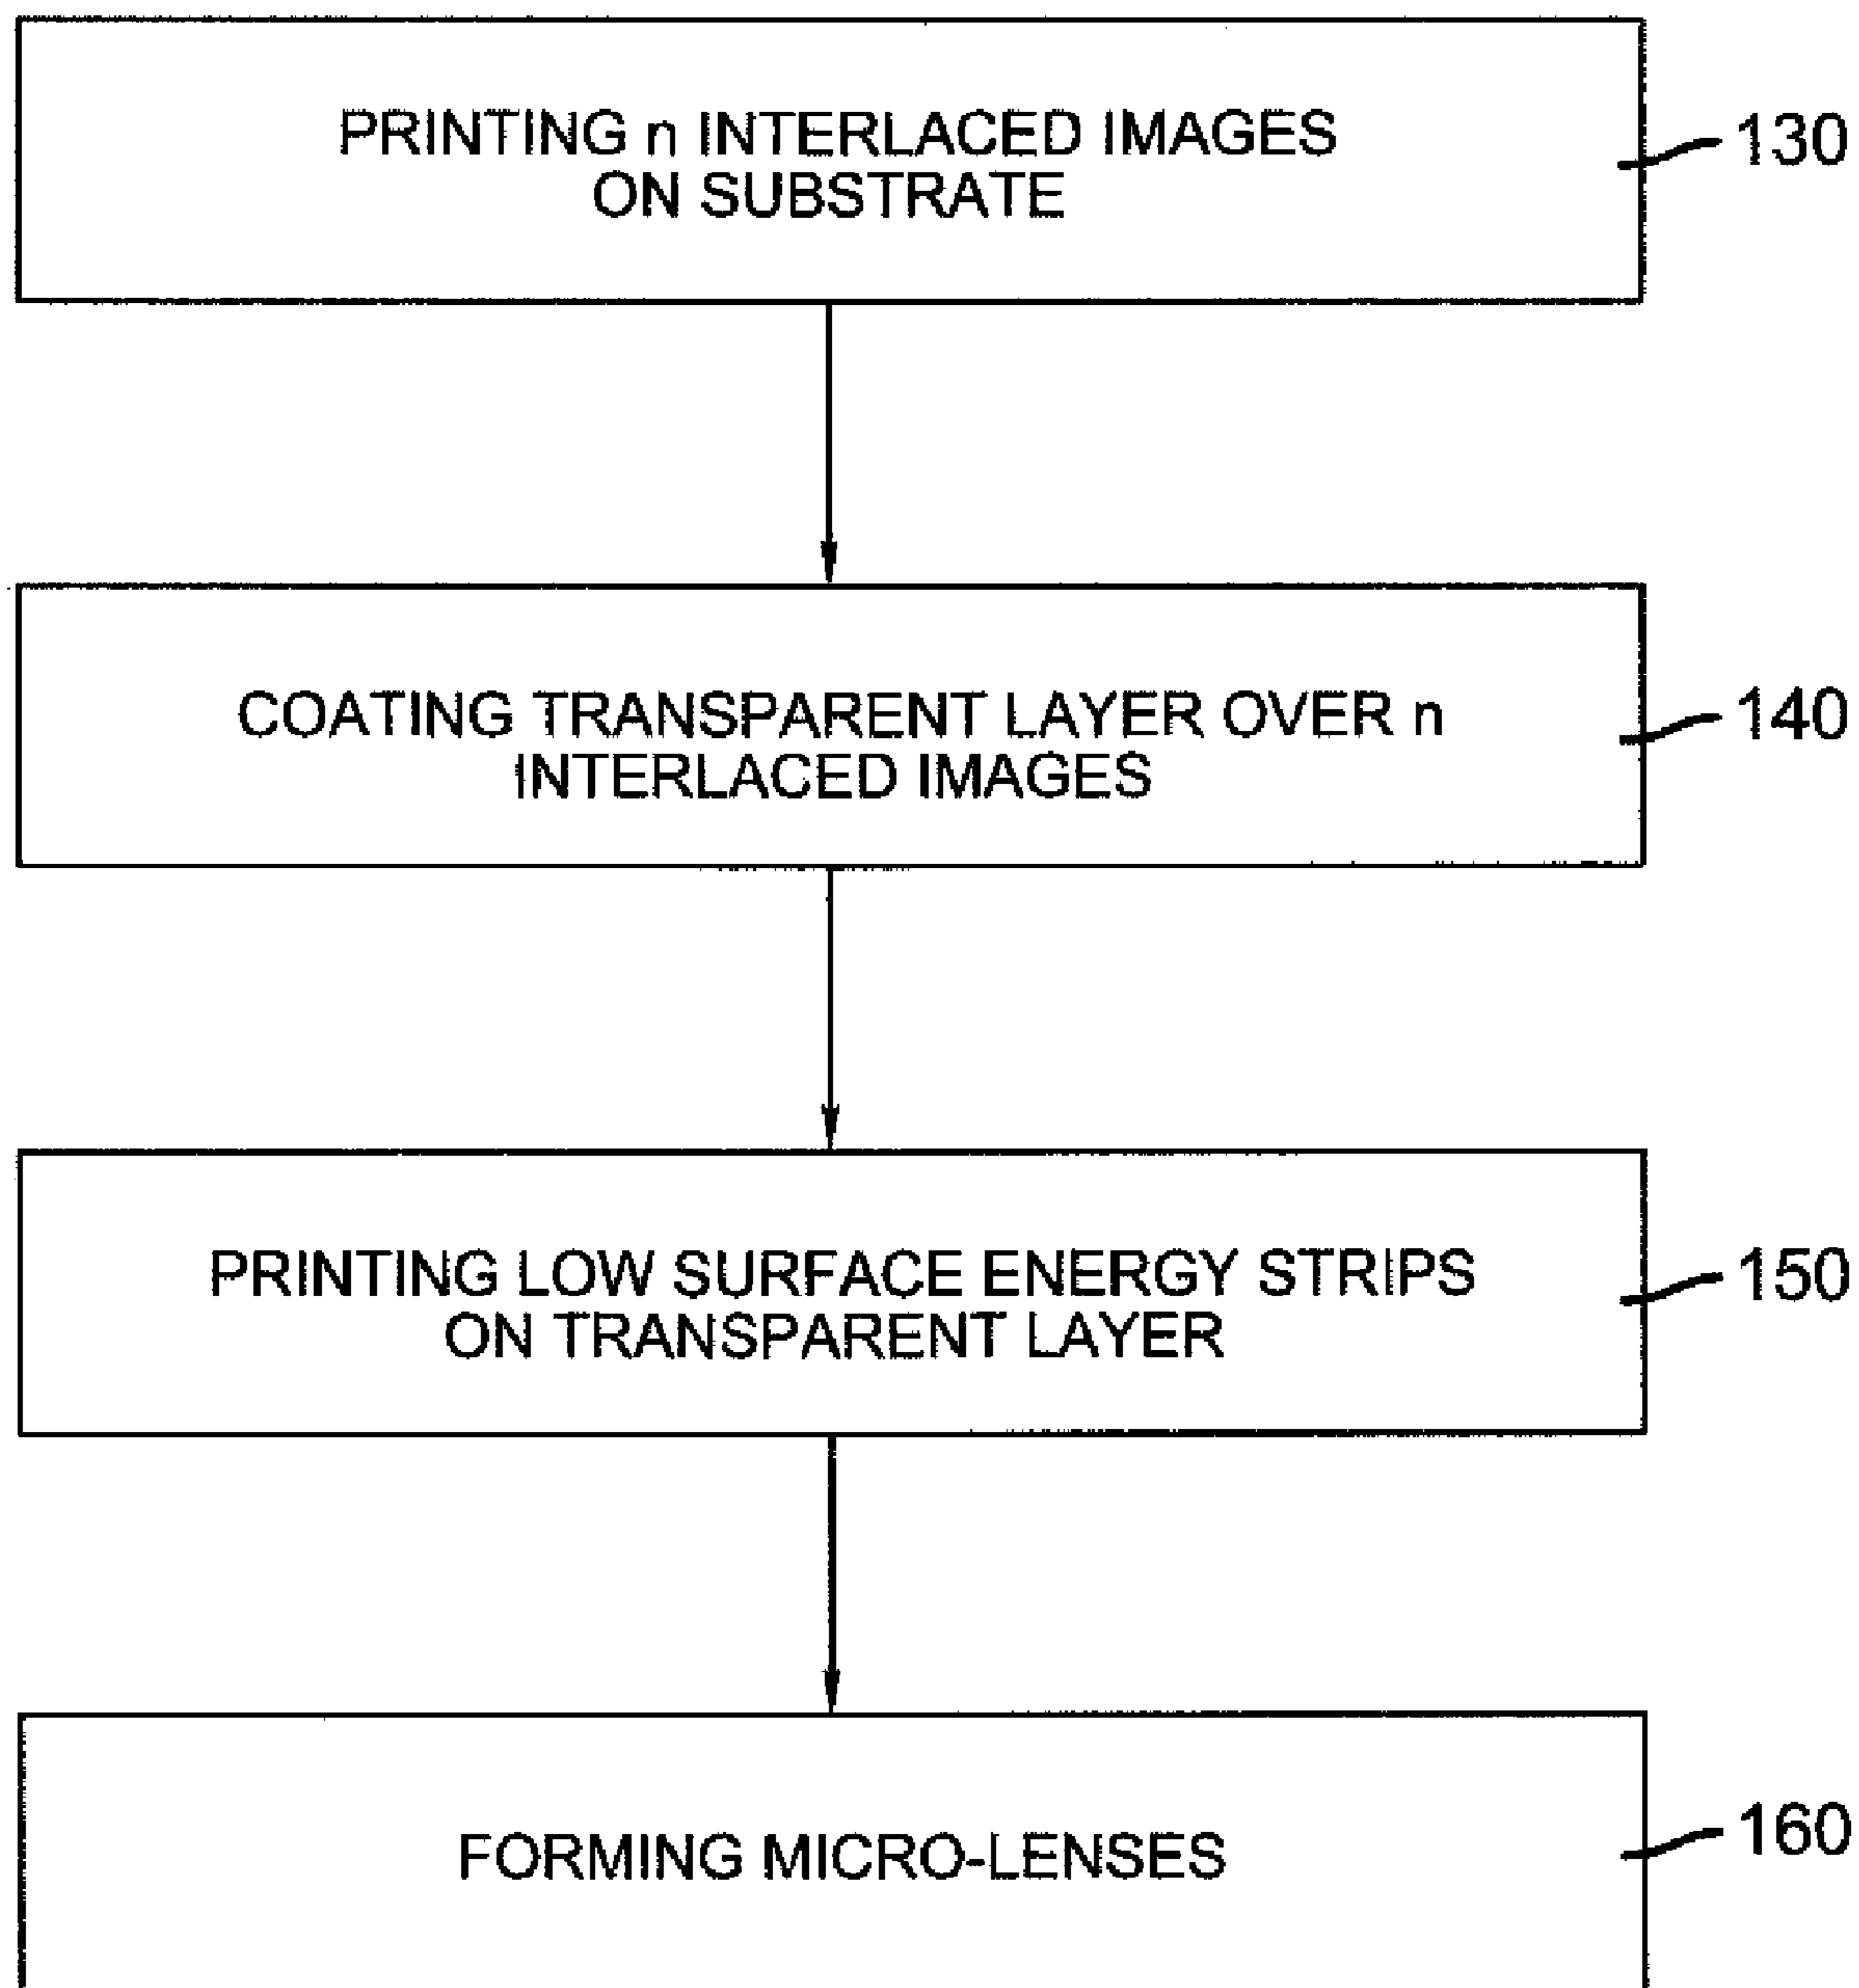 PRINTING n INTERLACED IMAGES
ON SUBSTRATE
130
COATING TRANSPARENT LAYER OVER n
INTERLACED IMAGES
140
PRINTING LOW SURFACE ENERGY STRIPS
ON TRANSPARENT LAYER
150
FORMING MICRO-LENSES
160